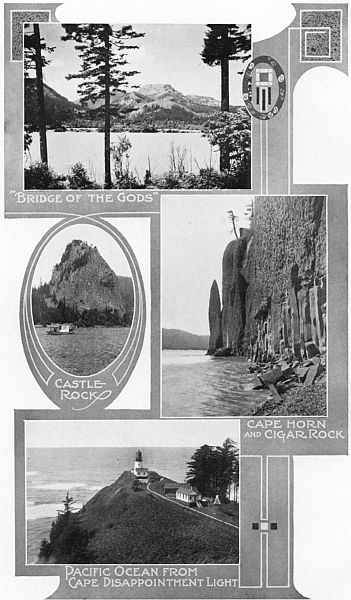 "BRIDGE OF THE GODS"
CASTLE-
ROCK
CAPE HORN
AND CIGAR ROCK
PACIFIC OCEAN FROM
CAPE DISAPPOINTMENT LIGHT